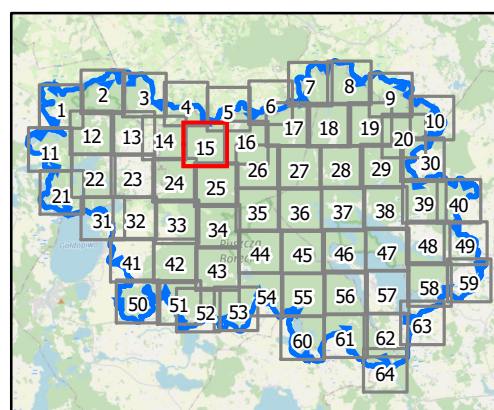 1 2 3 4 5 6 7 8 9 10
11 12 13 14 15 16 17 18 19 20
21 22 23 24 25 26 27 28 29 30
31 32 33 34 35 36 37 38 39 40
Gołdopiwo
Puszcza
Borecka
41 42 43 44 45 46 47 48 49
50 51 52 53 54 55 56 57 58 59
60 61 62 63
64